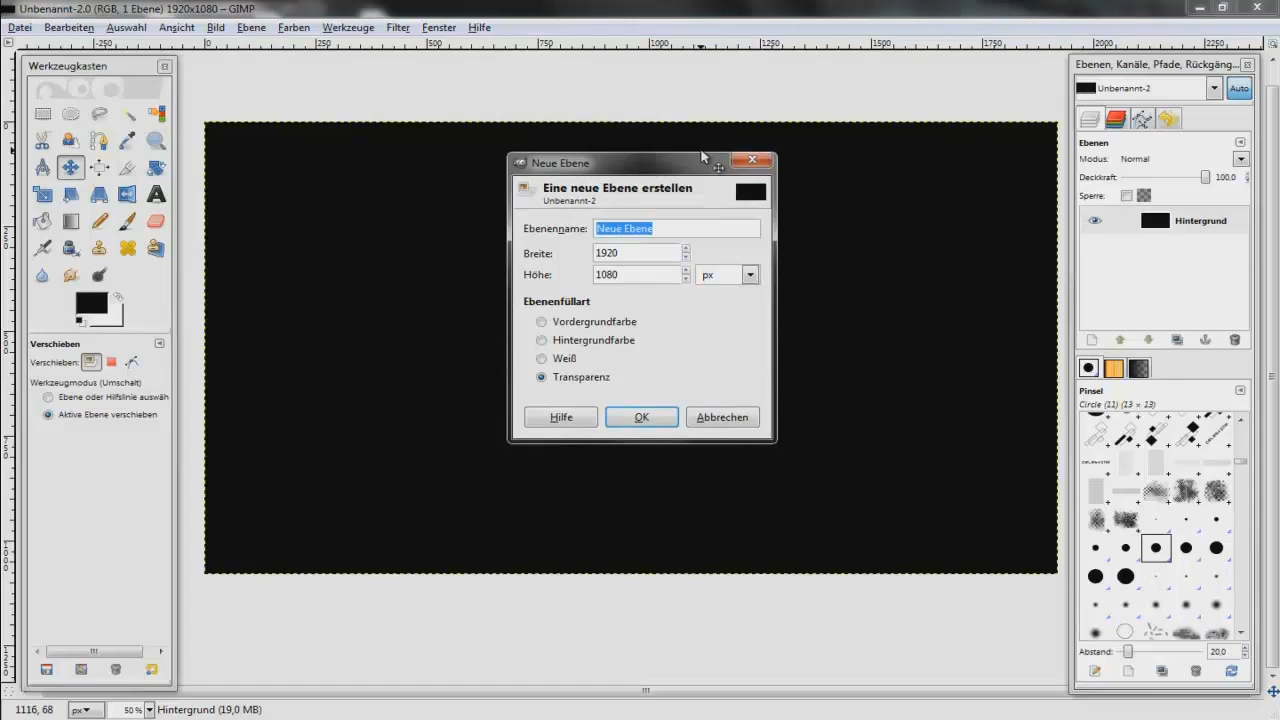 Unbenannt-2.0 (RGB, 1 Ebene) 1920x1080 – GIMP
Datei Bearbeiten Auswahl Ansicht Bild Ebene Farben Werkzeuge Filter Fenster Hilfe
-250 0 250 500 750 1000 1250 1500 1750 2000 2250
Werkzeugkasten
Verschieben
Verschieben:
Werkzeugmodus (Umschalt)
Ebene oder Hilfslinie auswäh
Aktive Ebene verschieben
Neue Ebene
Eine neue Ebene erstellen
Unbenannt-2
Ebenenname: Neue Ebene
Breite: 1920
Höhe: 1080 px
Ebenenfüllart
Vordergrundfarbe
Hintergrundfarbe
Weiß
Transparenz
Hilfe OK Abbrechen
Ebenen, Kanäle, Pfade, Rückgäng...
Unbenannt-2 Auto
Ebenen
Modus: Normal
Deckkraft: 100,0
Sperre:
Hintergrund
Pinsel
Circle (11) (13 × 13)
Abstand: 20,0
1116, 68 px 50 % Hintergrund (19,0 MB)